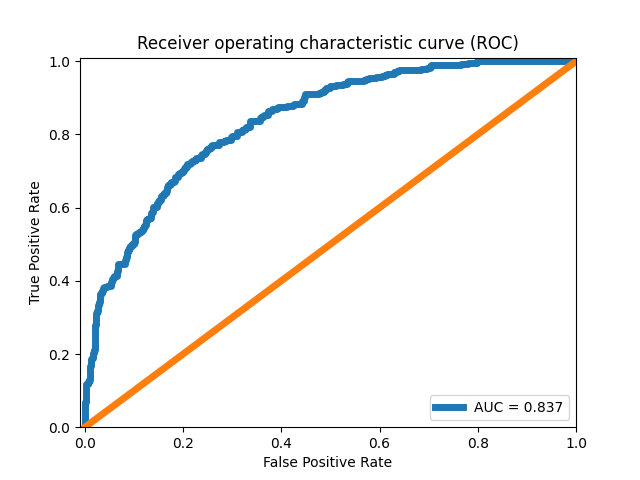 Receiver operating characteristic curve (ROC)
True Positive Rate
1.0
0.8
0.6
0.4
0.2
0.0
0.0 0.2 0.4 0.6 0.8 1.0
False Positive Rate
AUC = 0.837